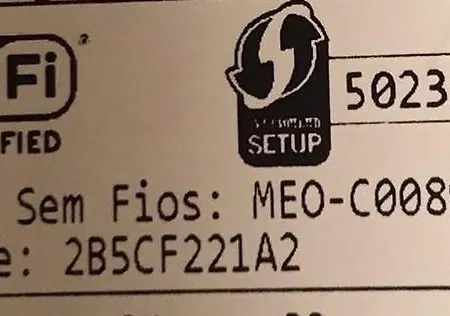 Fi
FIED
SETUP
5023
Sem Fios: MEO-C008
e: 2B5CF221A2